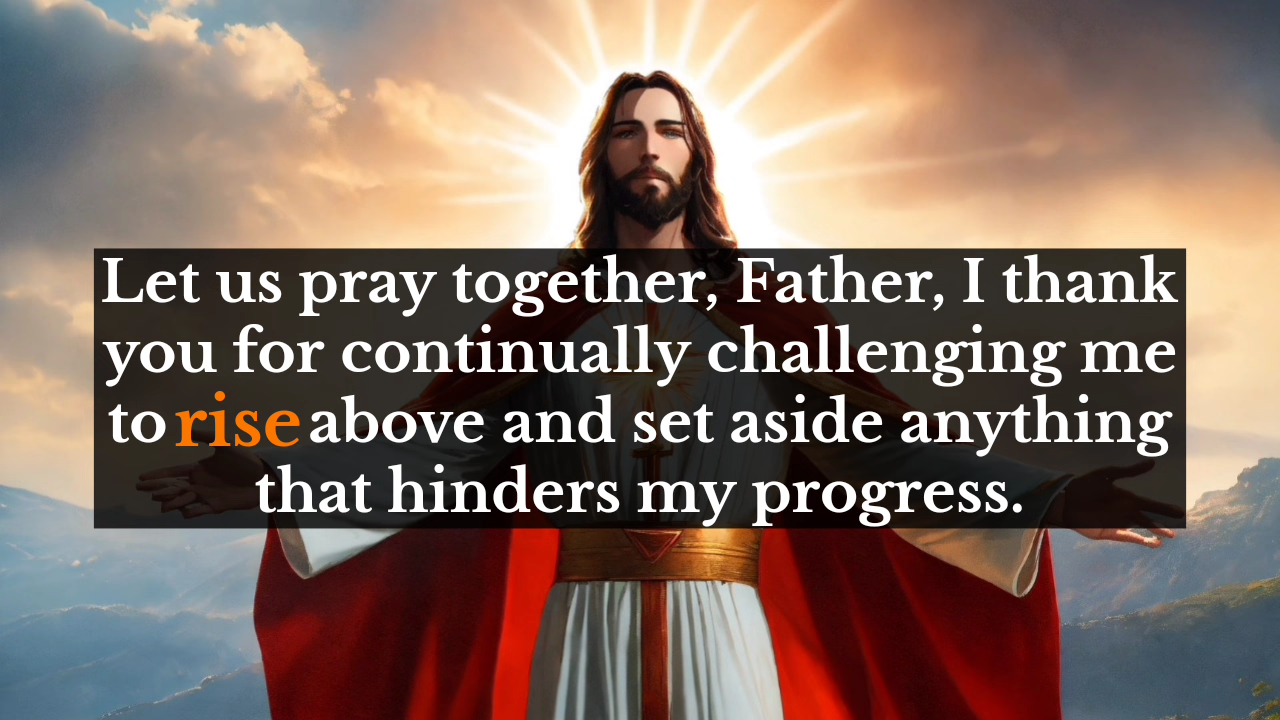 Let us pray together, Father, I thank
you for continually challenging me
to rise above and set aside anything
that hinders my progress.